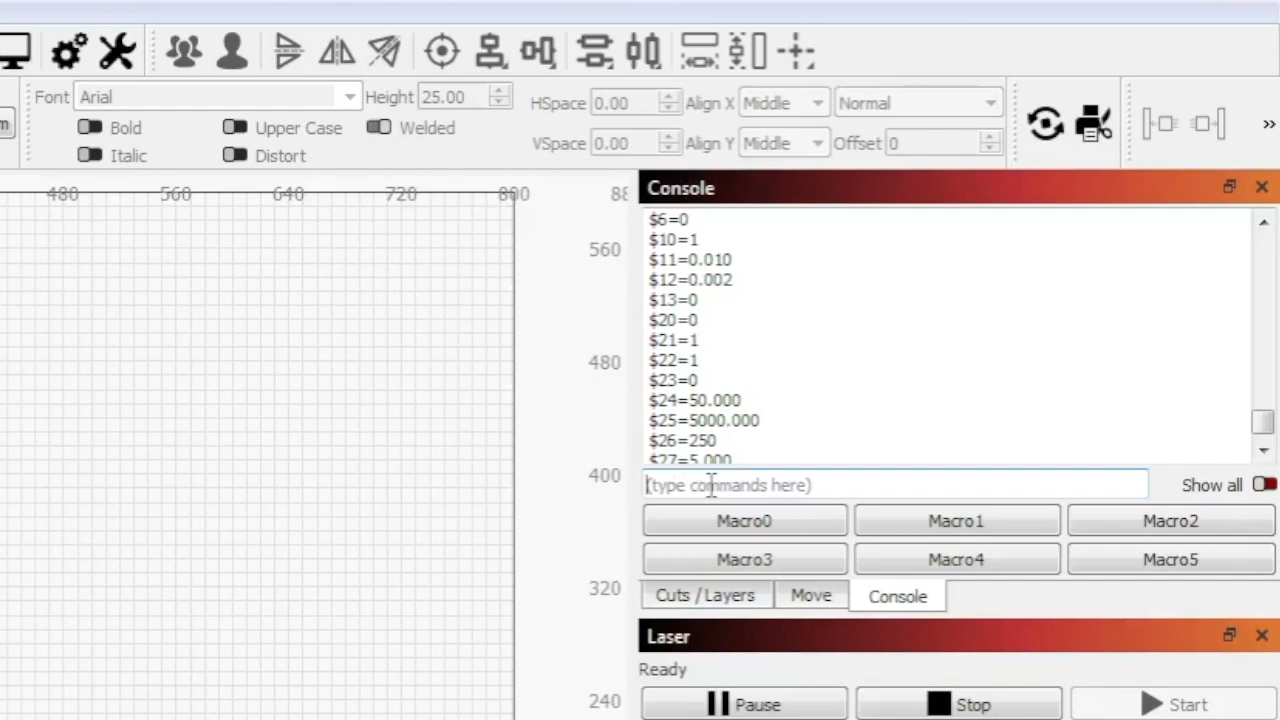 Font Arial Height 25.00 HSpace 0.00 Align X Middle Normal
Bold Upper Case Welded
VSpace 0.00 Align Y Middle Offset 0
Italic Distort
m
»
480 560 640 720 800 88
560
480
400
320
240
Console
$6=0
$10=1
$11=0.010
$12=0.002
$13=0
$20=0
$21=1
$22=1
$23=0
$24=50.000
$25=5000.000
$26=250
$27=5.000
(type commands here) Show all
Macro0 Macro1 Macro2
Macro3 Macro4 Macro5
Cuts / Layers Move Console
Laser
Ready
Pause Stop Start